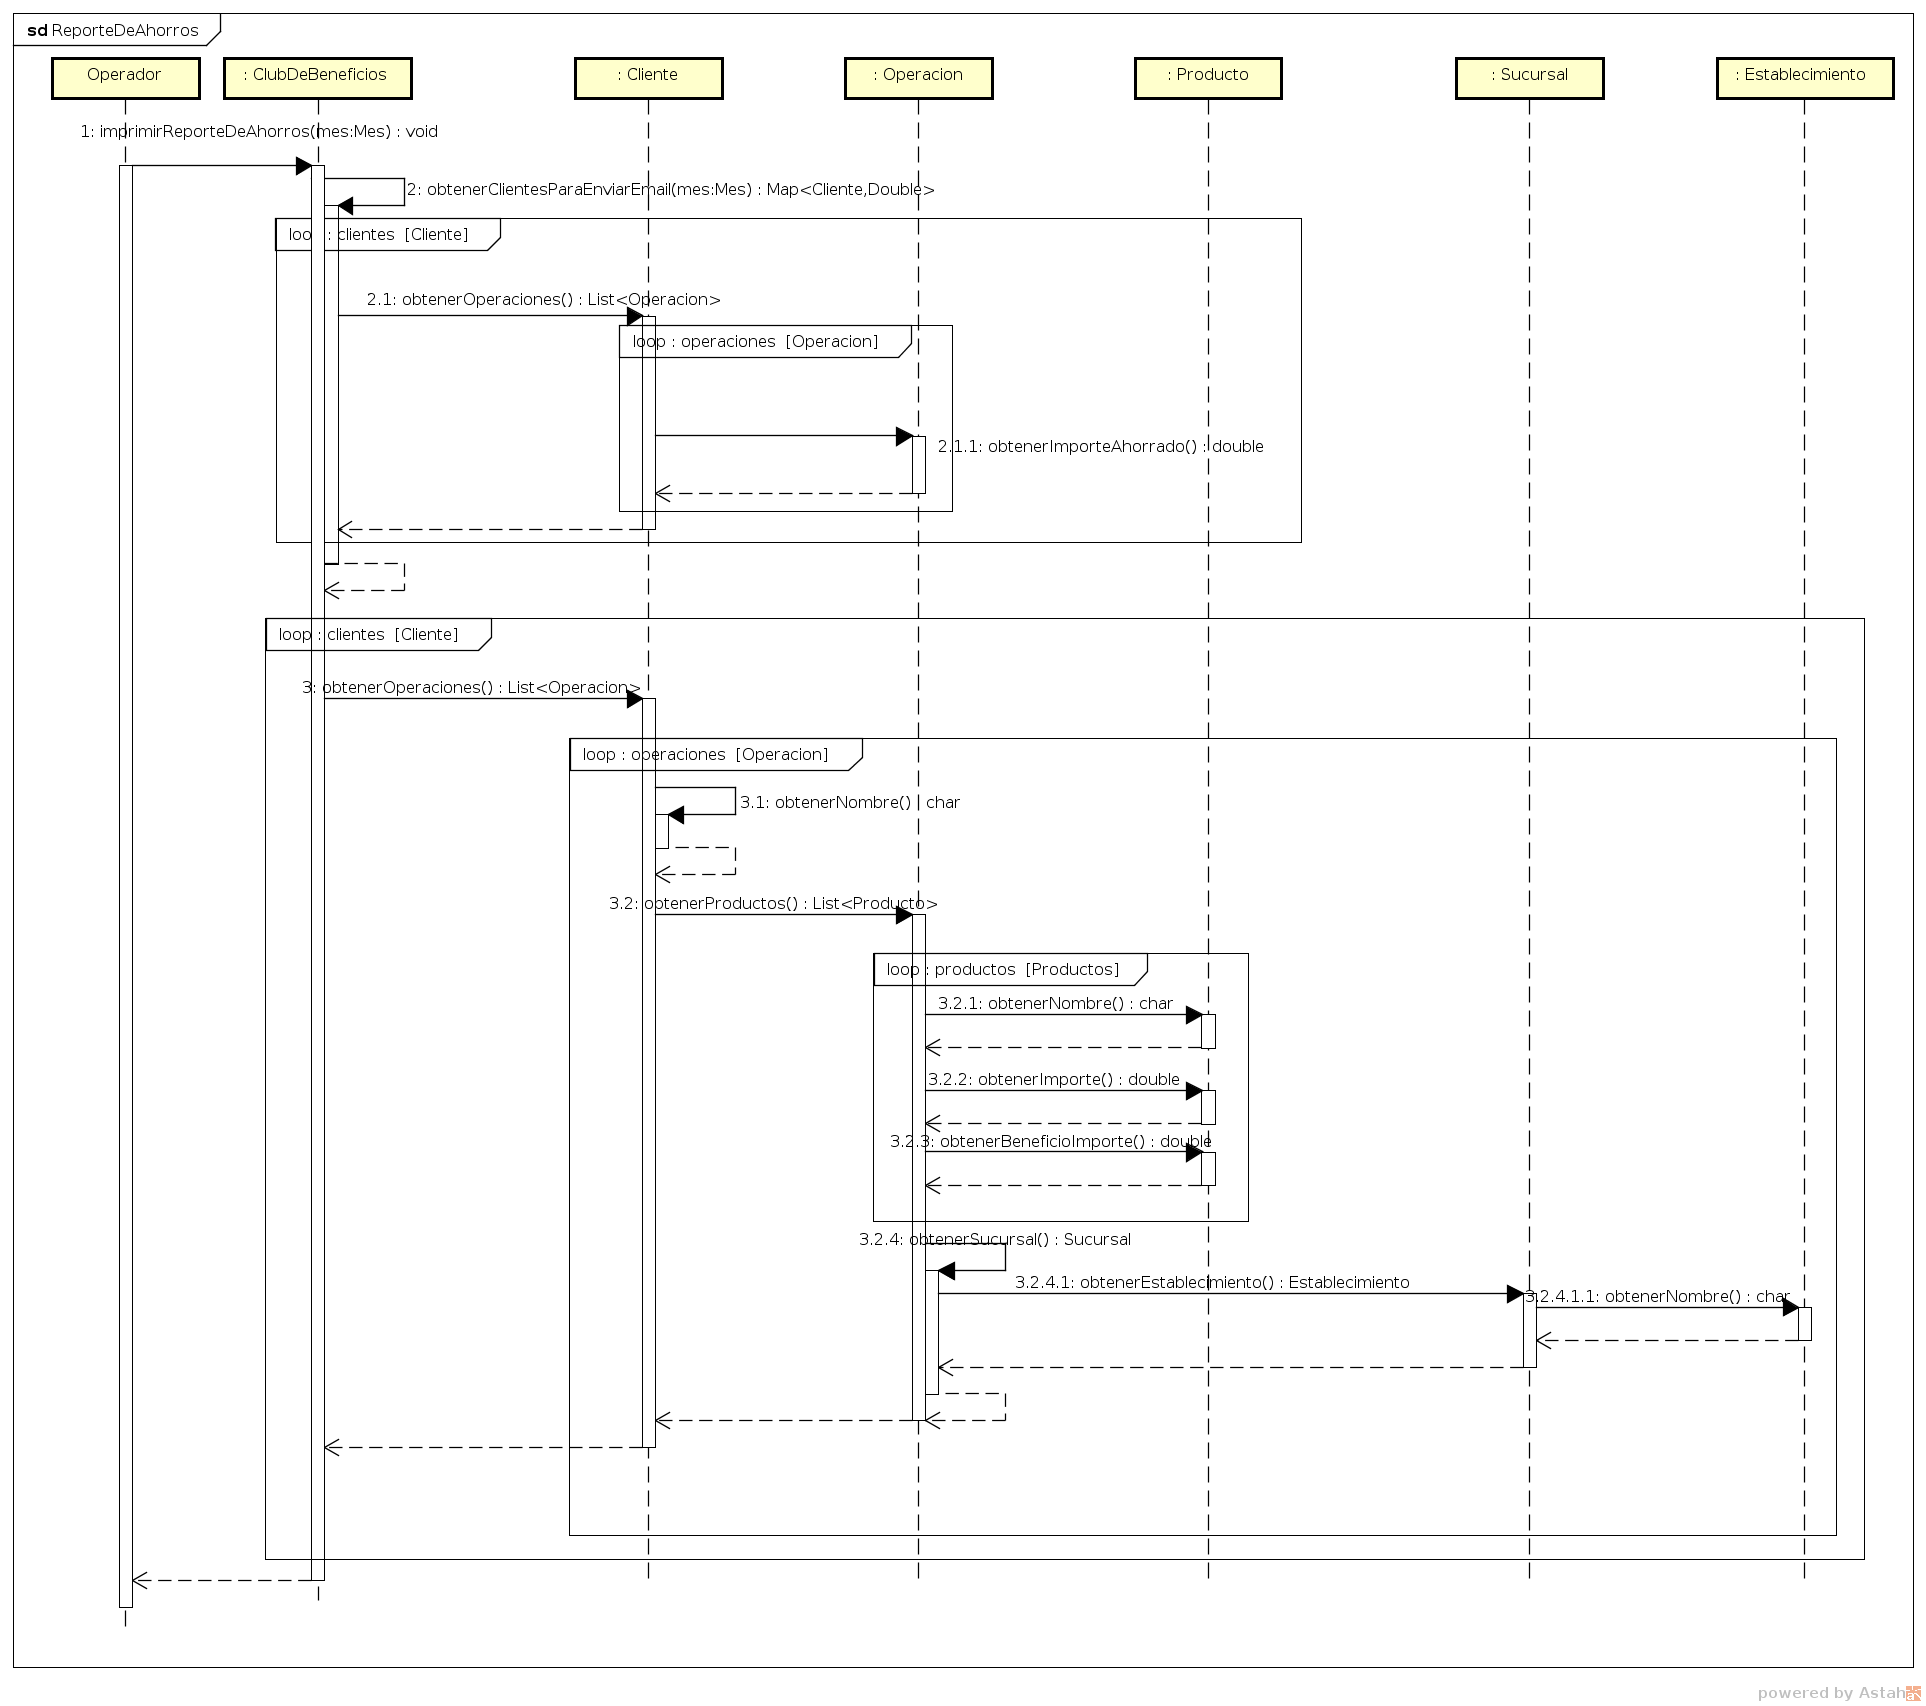 sd ReporteDeAhorros
Operador
: ClubDeBeneficios
: Cliente
: Operacion
: Producto
: Sucursal
: Establecimiento
1: imprimirReporteDeAhorros(mes:Mes) : void
2: obtenerClientesParaEnviarEmail(mes:Mes) : Map<Cliente,Double>
loop : clientes [Cliente]
2.1: obtenerOperaciones() : List<Operacion>
loop : operaciones [Operacion]
2.1.1: obtenerImporteAhorrado() : double
loop : clientes [Cliente]
3: obtenerOperaciones() : List<Operacion>
loop : operaciones [Operacion]
3.1: obtenerNombre() : char
3.2: obtenerProductos() : List<Producto>
loop : productos [Productos]
3.2.1: obtenerNombre() : char
3.2.2: obtenerImporte() : double
3.2.3: obtenerBeneficioImporte() : double
3.2.4: obtenerSucursal() : Sucursal
3.2.4.1: obtenerEstablecimiento() : Establecimiento
3.2.4.1.1: obtenerNombre() : char
powered by Astah